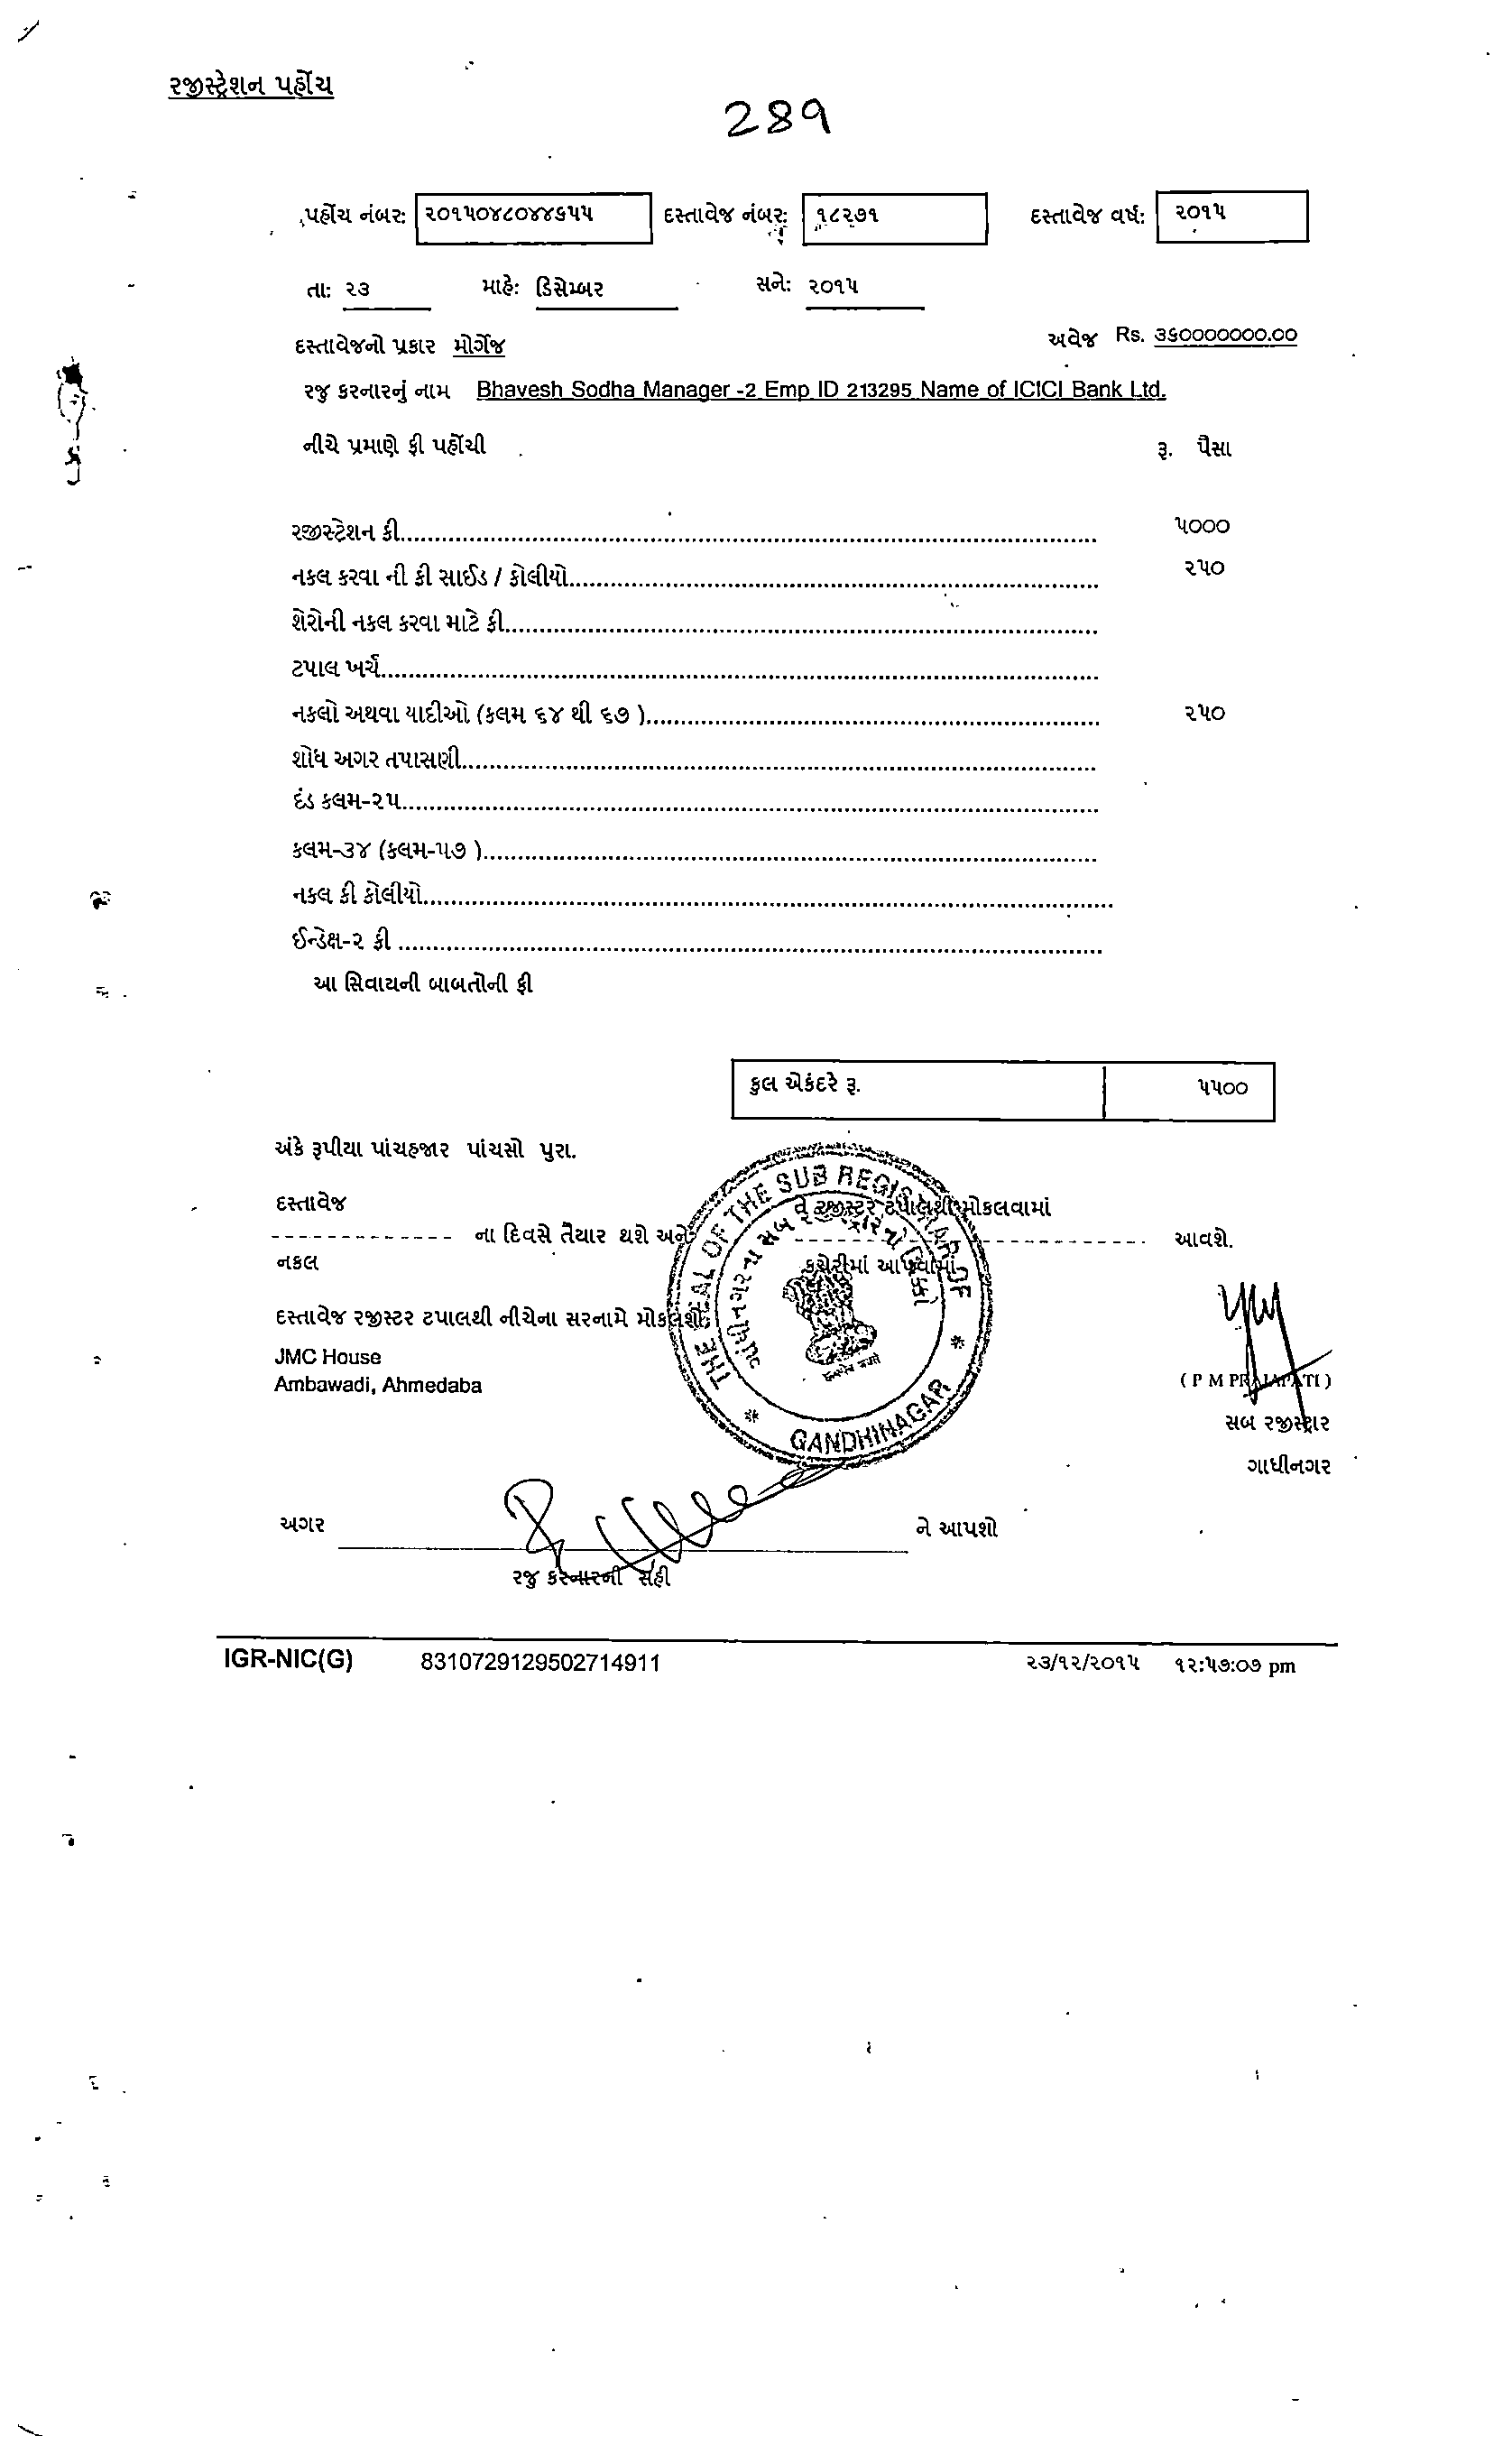 રજીસ્ટ્રેશન પહોંચ
289
પહોંચ નંબર: ૨૦૧૫૦૪૮૦૪૪૬૫૫ દસ્તાવેજ નંબર: ૧૮૨૭૧ દસ્તાવેજ વર્ષ: ૨૦૧૫
તા: ૨૩ માહે: ડિસેમ્બર સને: ૨૦૧૫
દસ્તાવેજનો પ્રકાર મોર્ગેજ અવેજ Rs. ૩૬૦૦૦૦૦૦૦.૦૦
રજુ કરનારનું નામ Bhavesh Sodha Manager -2 Emp ID 213295 Name of ICICI Bank Ltd.
નીચે પ્રમાણે ફી પહોંચી રૂ. પૈસા
રજીસ્ટ્રેશન ફી ૫૦૦૦
નકલ કરવા ની ફી સાઈડ / ફોલીયો ૨૫૦
શેરોની નકલ કરવા માટે ફી
ટપાલ ખર્ચ
નકલો અથવા યાદીઓ (કલમ ૬૪ થી ૬૭ ) ૨૫૦
શોધ અગર તપાસણી
દંડ કલમ-૨૫
કલમ-૩૪ (કલમ-૫૭ )
નકલ ફી ફોલીયો
ઈન્ડેક્ષ-૨ ફી
આ સિવાયની બાબતોની ફી
કુલ એકંદરે રૂ. ૫૫૦૦
અંકે રૂપીયા પાંચહજાર પાંચસો પુરા.
દસ્તાવેજ તે રજીસ્ટર ટપાલથી મોકલવામાં
ના દિવસે તૈયાર થશે અને આવશે.
નકલ કચેરીમાં આપવામાં
દસ્તાવેજ રજીસ્ટર ટપાલથી નીચેના સરનામે મોકલશો
JMC House
Ambawadi, Ahmedaba
THE SEAL OF THE SUB REGISTRAR OF GANDHINAGAR
ગાંધીનગરના સબ રજીસ્ટ્રારનો સિક્કો
( P M PRAJAPATI )
સબ રજીસ્ટ્રાર
ગાધીનગર
અગર ને આપશો
રજુ કરનારની સહી
IGR-NIC(G) 8310729129502714911 ૨૩/૧૨/૨૦૧૫ ૧૨:૫૭:૦૭ pm